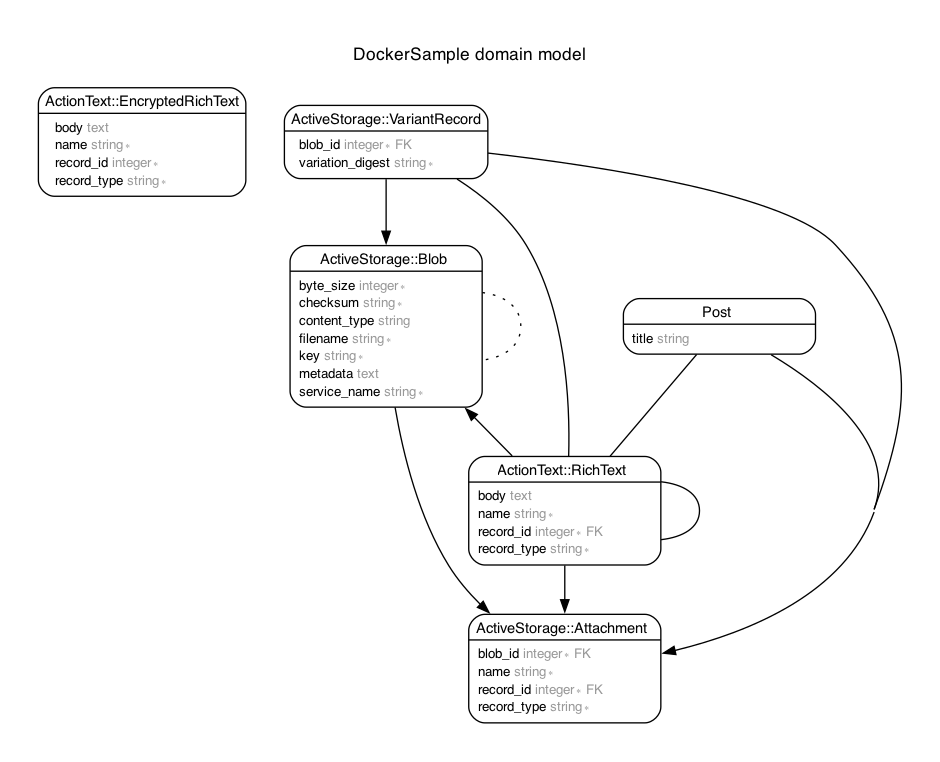 DockerSample domain model
ActionText::EncryptedRichText
body text
name string∗
record_id integer∗
record_type string∗
ActiveStorage::VariantRecord
blob_id integer∗ FK
variation_digest string∗
ActiveStorage::Blob
byte_size integer∗
checksum string∗
content_type string
filename string∗
key string∗
metadata text
service_name string∗
Post
title string
ActionText::RichText
body text
name string∗
record_id integer∗ FK
record_type string∗
ActiveStorage::Attachment
blob_id integer∗ FK
name string∗
record_id integer∗ FK
record_type string∗